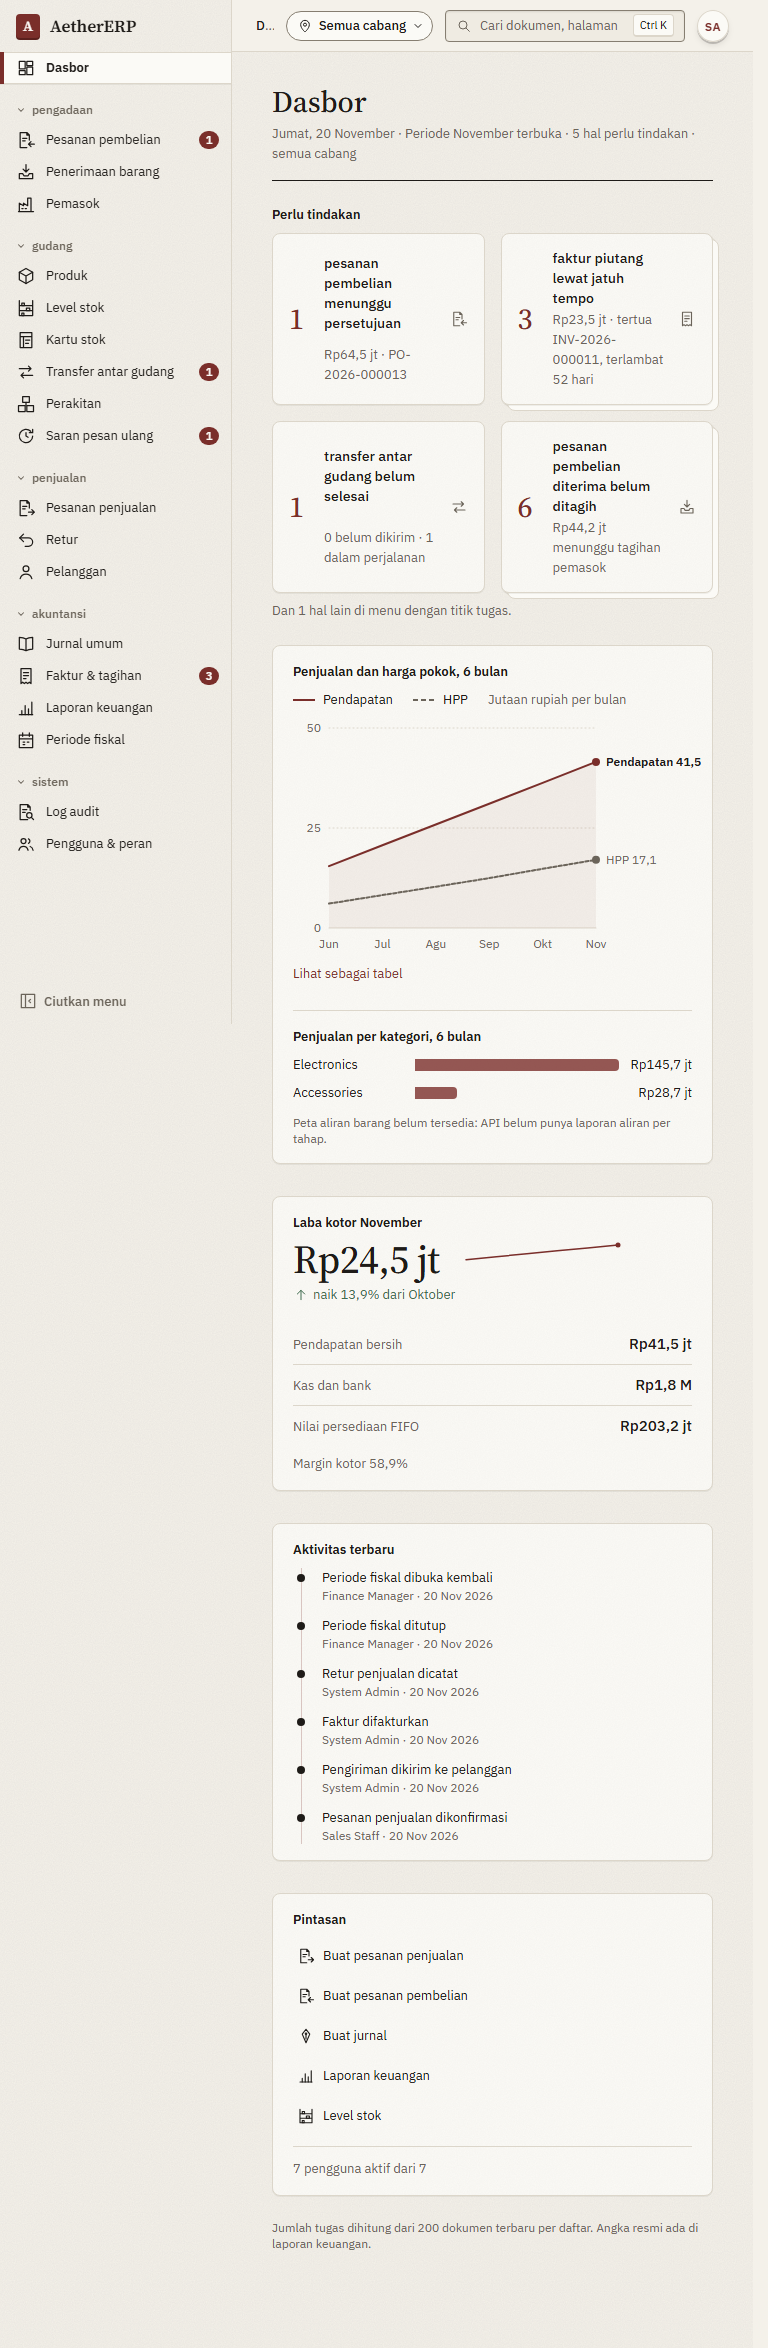 A AetherERP
D...
Semua cabang
Cari dokumen, halaman
Ctrl K
SA
Dasbor
pengadaan
Pesanan pembelian 1
Penerimaan barang
Pemasok
gudang
Produk
Level stok
Kartu stok
Transfer antar gudang 1
Perakitan
Saran pesan ulang 1
penjualan
Pesanan penjualan
Retur
Pelanggan
akuntansi
Jurnal umum
Faktur & tagihan 3
Laporan keuangan
Periode fiskal
sistem
Log audit
Pengguna & peran
Ciutkan menu
Dasbor
Jumat, 20 November · Periode November terbuka · 5 hal perlu tindakan ·
semua cabang
Perlu tindakan
1
pesanan
pembelian
menunggu
persetujuan
Rp64,5 jt · PO-
2026-000013
3
faktur piutang
lewat jatuh
tempo
Rp23,5 jt · tertua
INV-2026-
000011, terlambat
52 hari
1
transfer antar
gudang belum
selesai
0 belum dikirim · 1
dalam perjalanan
6
pesanan
pembelian
diterima belum
ditagih
Rp44,2 jt
menunggu tagihan
pemasok
Dan 1 hal lain di menu dengan titik tugas.
Penjualan dan harga pokok, 6 bulan
Pendapatan HPP Jutaan rupiah per bulan
50
Pendapatan 41,5
25
HPP 17,1
0
Jun Jul Agu Sep Okt Nov
Lihat sebagai tabel
Penjualan per kategori, 6 bulan
Electronics Rp145,7 jt
Accessories Rp28,7 jt
Peta aliran barang belum tersedia: API belum punya laporan aliran per
tahap.
Laba kotor November
Rp24,5 jt
↑ naik 13,9% dari Oktober
Pendapatan bersih Rp41,5 jt
Kas dan bank Rp1,8 M
Nilai persediaan FIFO Rp203,2 jt
Margin kotor 58,9%
Aktivitas terbaru
Periode fiskal dibuka kembali
Finance Manager · 20 Nov 2026
Periode fiskal ditutup
Finance Manager · 20 Nov 2026
Retur penjualan dicatat
System Admin · 20 Nov 2026
Faktur difakturkan
System Admin · 20 Nov 2026
Pengiriman dikirim ke pelanggan
System Admin · 20 Nov 2026
Pesanan penjualan dikonfirmasi
Sales Staff · 20 Nov 2026
Pintasan
Buat pesanan penjualan
Buat pesanan pembelian
Buat jurnal
Laporan keuangan
Level stok
7 pengguna aktif dari 7
Jumlah tugas dihitung dari 200 dokumen terbaru per daftar. Angka resmi ada di
laporan keuangan.